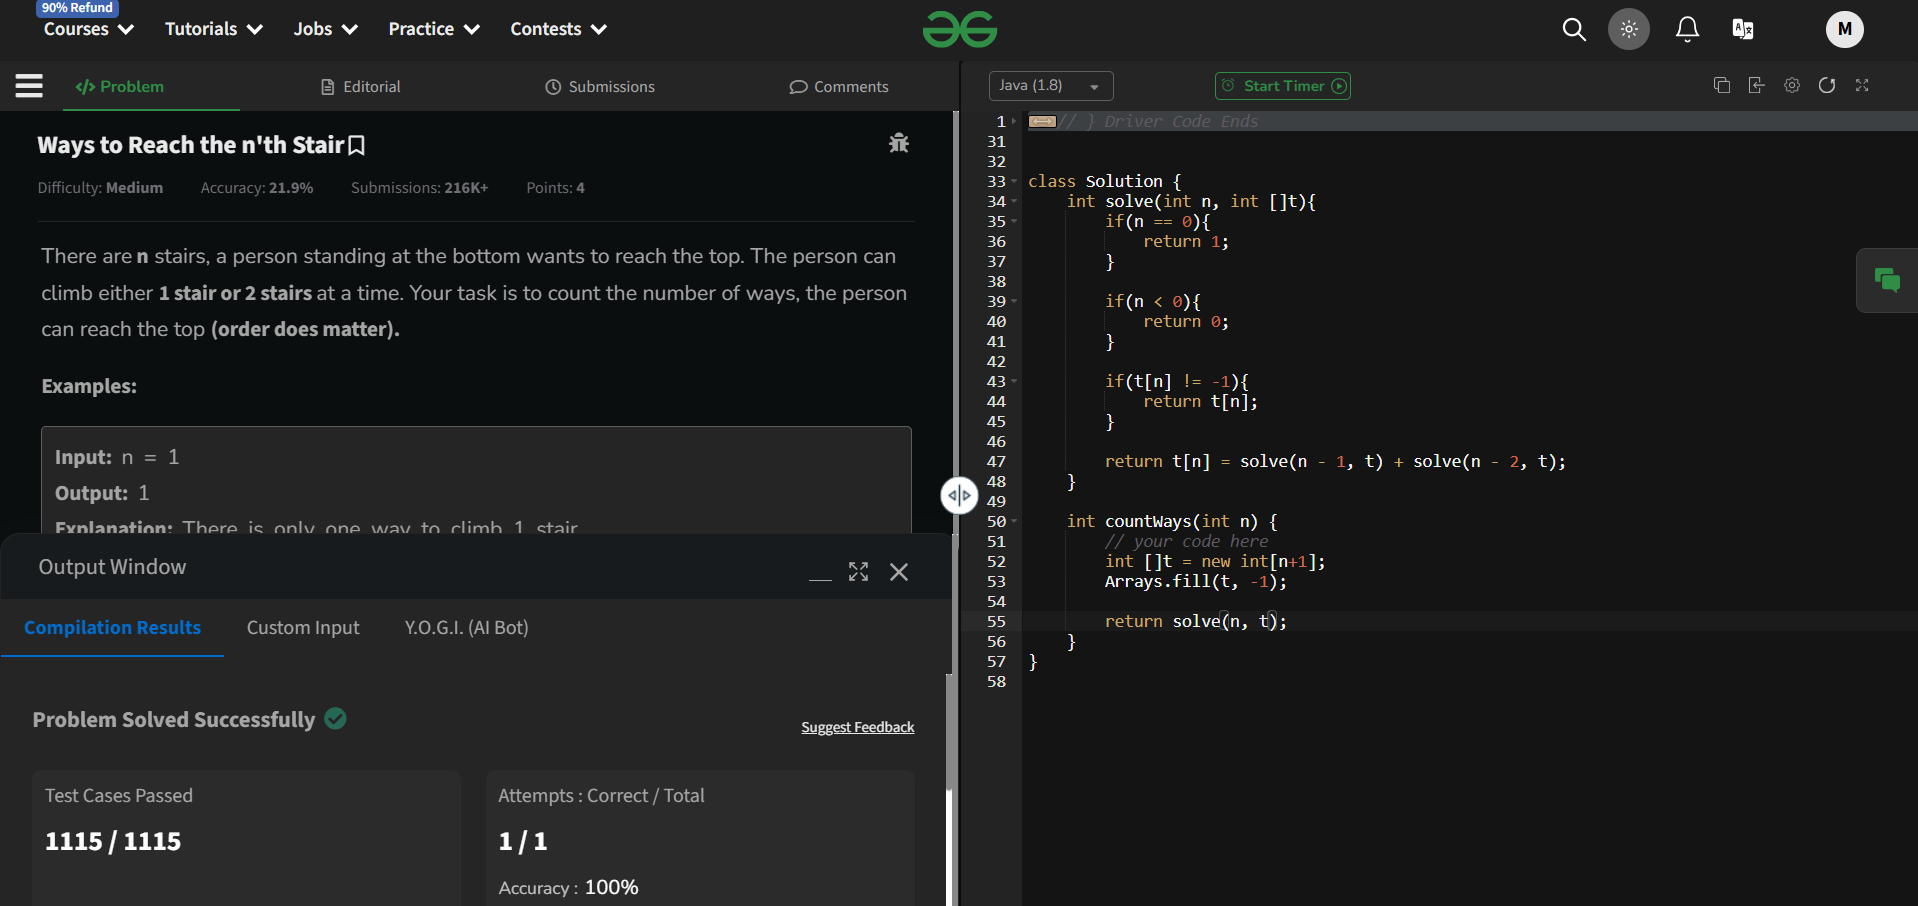 90% Refund
Courses Tutorials Jobs Practice Contests
M
Problem Editorial Submissions Comments
Java (1.8) Start Timer
Ways to Reach the n'th Stair
Difficulty: Medium Accuracy: 21.9% Submissions: 216K+ Points: 4
There are n stairs, a person standing at the bottom wants to reach the top. The person can
climb either 1 stair or 2 stairs at a time. Your task is to count the number of ways, the person
can reach the top (order does matter).
Examples:
Input: n = 1
Output: 1
Explanation: There is only one way to climb 1 stair
Output Window
Compilation Results Custom Input Y.O.G.I. (AI Bot)
Problem Solved Successfully
Suggest Feedback
Test Cases Passed
1115 / 1115
Attempts : Correct / Total
1 / 1
Accuracy : 100%
1 // } Driver Code Ends
31
32
33 class Solution {
34 int solve(int n, int []t){
35 if(n == 0){
36 return 1;
37 }
38
39 if(n < 0){
40 return 0;
41 }
42
43 if(t[n] != -1){
44 return t[n];
45 }
46
47 return t[n] = solve(n - 1, t) + solve(n - 2, t);
48 }
49
50 int countWays(int n) {
51 // your code here
52 int []t = new int[n+1];
53 Arrays.fill(t, -1);
54
55 return solve(n, t);
56 }
57 }
58